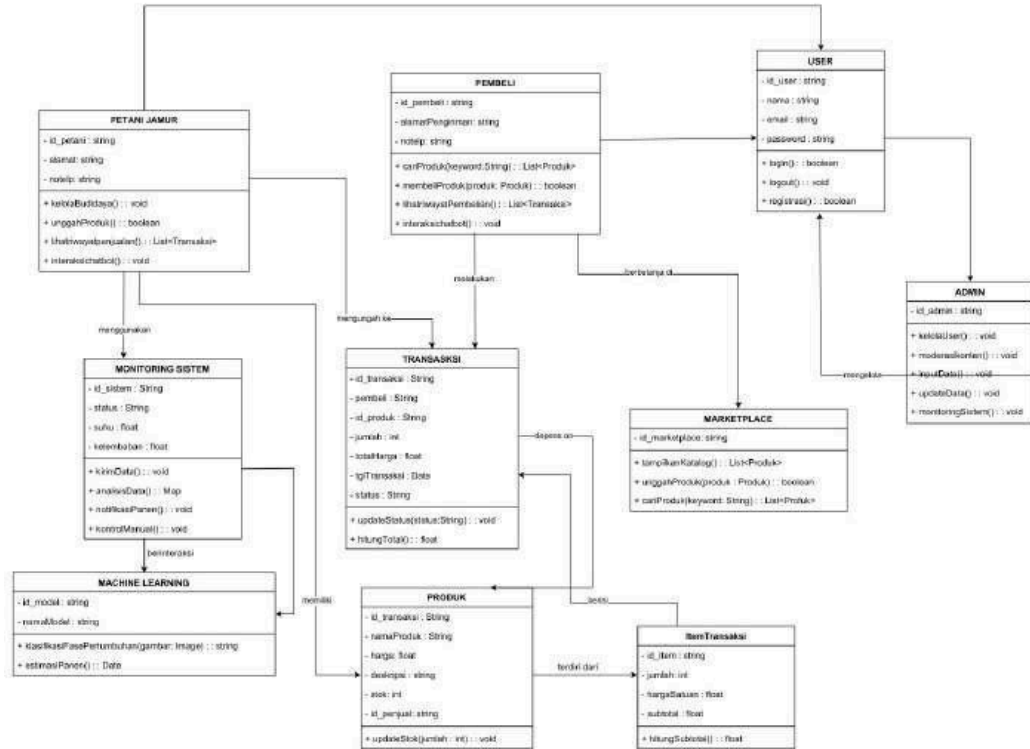 USER
- id_user : string
- nama : string
- email : string
- password : string
+ login() : : boolean
+ logout() : : void
+ registrasi() : : boolean
PEMBELI
- id_pembeli : string
- alamatPengiriman : string
- notelp: string
+ cariProduk(keyword:String) : : List<Produk>
+ membeliProduk(produk: Produk) : : boolean
+ lihatriwayatPembelian() : : List<Transaksi>
+ interaksichatbot() : : void
PETANI JAMUR
- id_petani : string
- alamat: string
- notelp: string
+ kelolaBudidaya() : : void
+ unggahProduk() : : boolean
+ lihatriwayatpenjualan() : : List<Transaksi>
+ interaksichatbot() : : void
melakukan
berbelanja di
ADMIN
- id_admin : string
+ kelolaUser() : : void
+ moderasikonten() : : void
+ inputData() : : void
+ updateData() : : void
+ monitoringSistem() : : void
mengelola
menggunakan
mengungah ke
MONITORING SISTEM
- id_sistem : String
- status : String
- suhu : float
- kelembaban : float
+ kirimData() : : void
+ analisisData() : : Map
+ notifikasiPanen() : : void
+ kontrolManual() : : void
TRANSASKSI
- id_transaksi : String
- pembeli : String
- id_produk : String
- jumlah : int
- totalHarga : float
- tglTransaksi : Date
- status : String
+ updateStatus(status:String) : : void
+ hitungTotal() : : float
depens on
MARKETPLACE
- id_marketplace: string
+ tampilkanKatalog() : : List<Produk>
+ unggahProduk(produk : Produk) : : boolean
+ cariProduk(keyword: String) : : List<Produk>
berinteraksi
MACHINE LEARNING
- id_model : string
- namaModel : string
+ klasifikasiFasePertumbuhan(gambar: Image) : : string
+ estimasiPanen() : : Date
memiliki
PRODUK
- id_transaksi : String
- namaProduk : String
- harga: float
- deskripsi : string
- stok: int
- id_penjual: string
+ updateStok(jumlah : int) : : void
terdiri dari
berisi
ItemTransaksi
- id_item : string
- jumlah: int
- hargaSatuan : float
- subtotal : float
+ hitungSubtotal() : : float